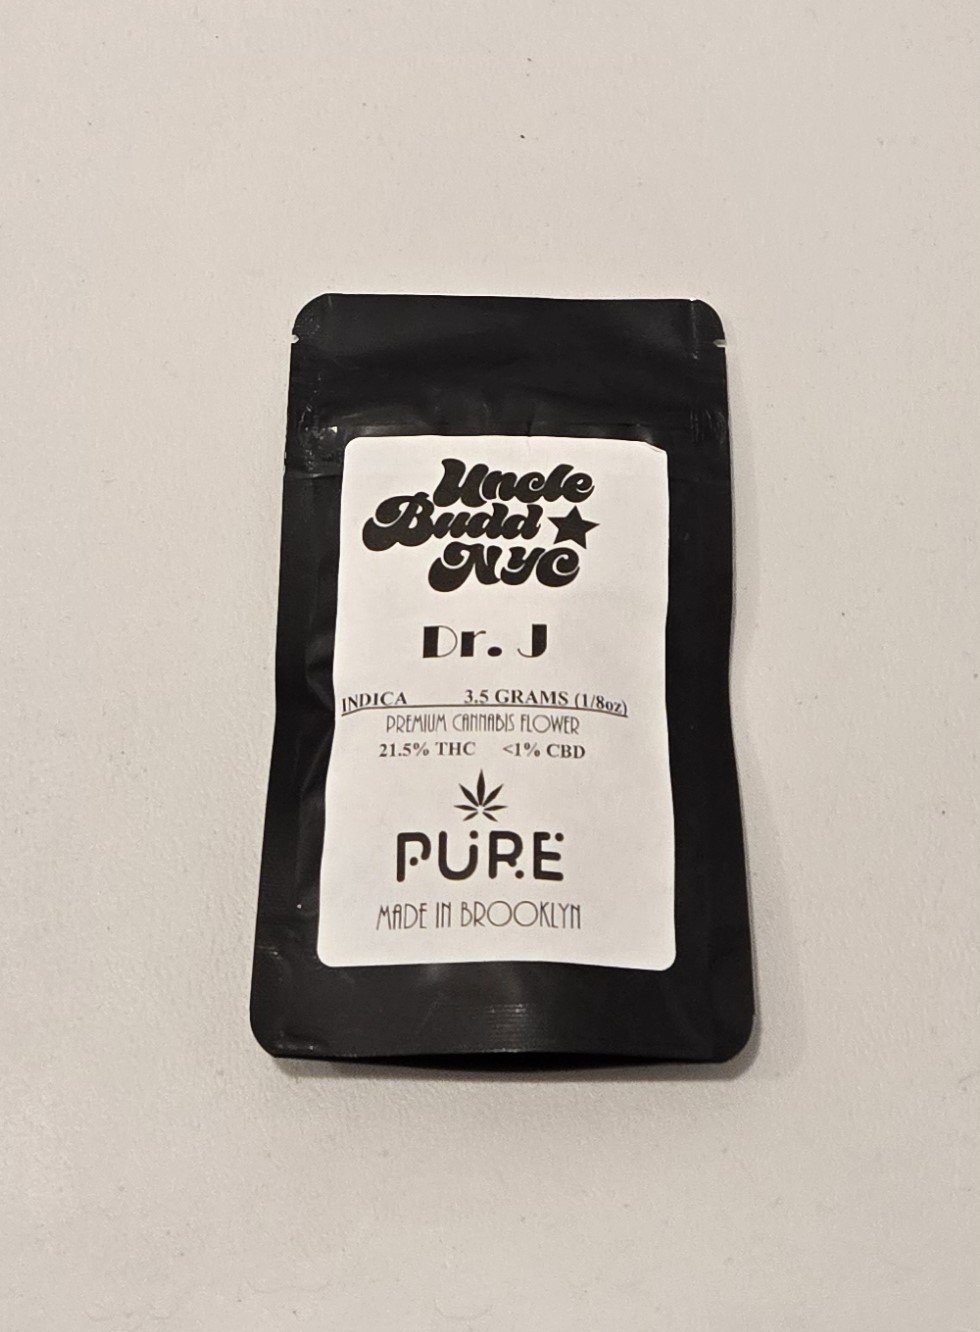 Uncle
Budd ★
NYC
Dr. J
INDICA 3.5 GRAMS (1/8oz)
PREMIUM CANNABIS FLOWER
21.5% THC <1% CBD
PURE
MADE IN BROOKLYN